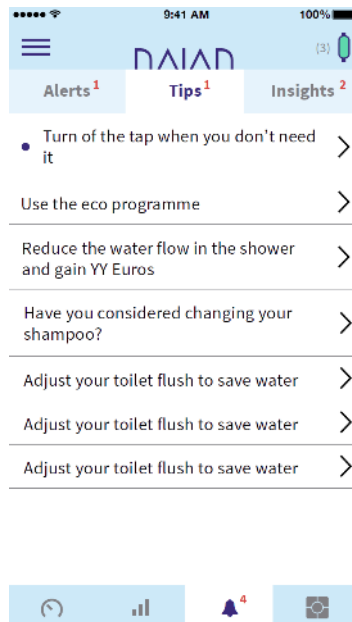 9:41 AM 100%
(3)
NAIAN
Alerts 1 Tips 1 Insights 2
Turn of the tap when you don't need
it
Use the eco programme
Reduce the water flow in the shower
and gain YY Euros
Have you considered changing your
shampoo?
Adjust your toilet flush to save water
Adjust your toilet flush to save water
Adjust your toilet flush to save water
4